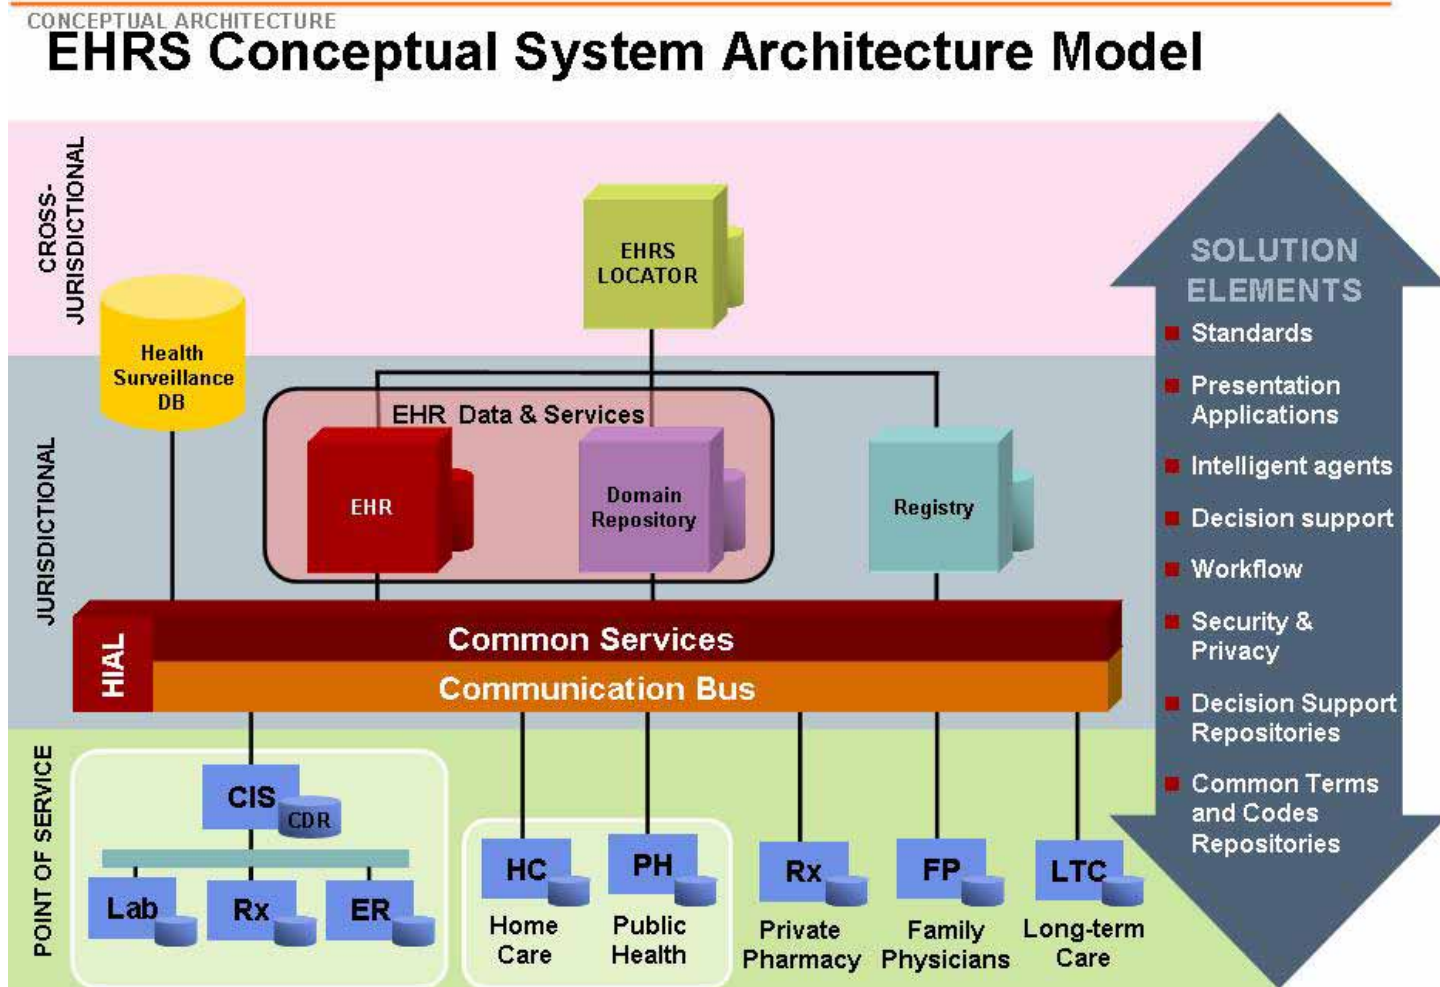 CONCEPTUAL ARCHITECTURE
EHRS Conceptual System Architecture Model
CROSS-
JURISDICTIONAL
EHRS
LOCATOR
Health
Surveillance
DB
JURISDICTIONAL
EHR Data & Services
EHR
Domain
Repository
Registry
HIAL
Common Services
Communication Bus
POINT OF SERVICE
CIS
CDR
Lab
Rx
ER
HC
Home
Care
PH
Public
Health
Rx
Private
Pharmacy
FP
Family
Physicians
LTC
Long-term
Care
SOLUTION
ELEMENTS
Standards
Presentation
Applications
Intelligent agents
Decision support
Workflow
Security &
Privacy
Decision Support
Repositories
Common Terms
and Codes
Repositories